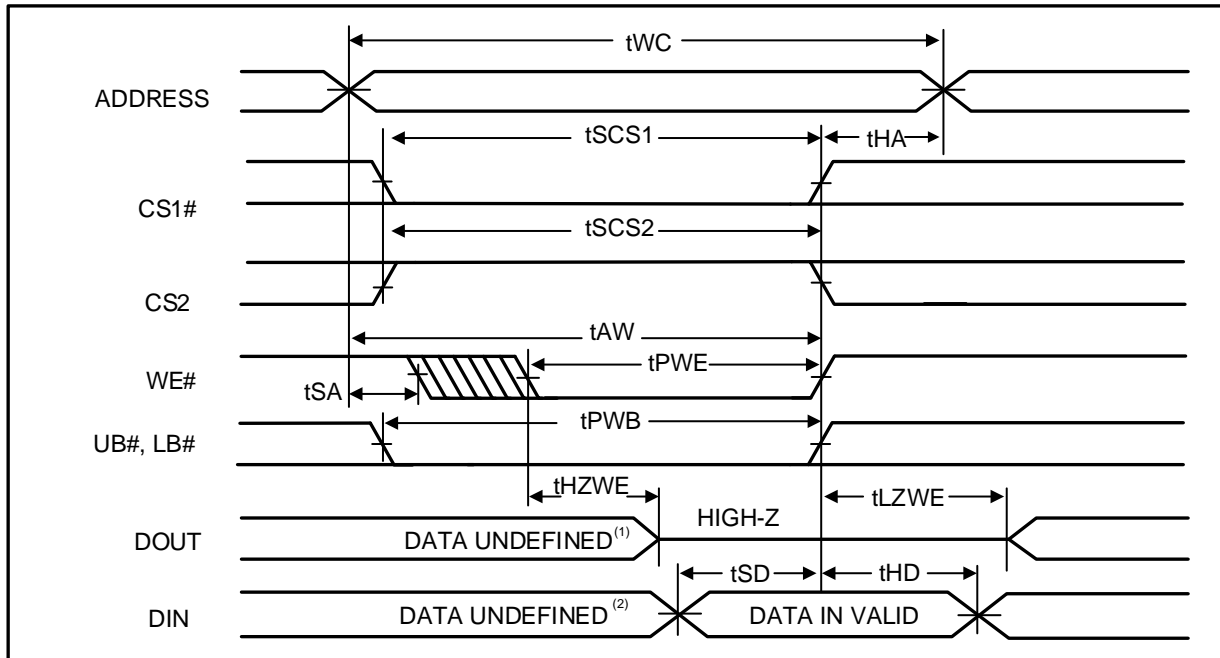 tWC
ADDRESS
tSCS1
tHA
CS1#
tSCS2
CS2
tAW
WE#
tPWE
tSA
tPWB
UB#, LB#
tHZWE
tLZWE
HIGH-Z
DOUT
DATA UNDEFINED(1)
tSD
tHD
DIN
DATA UNDEFINED (2)
DATA IN VALID